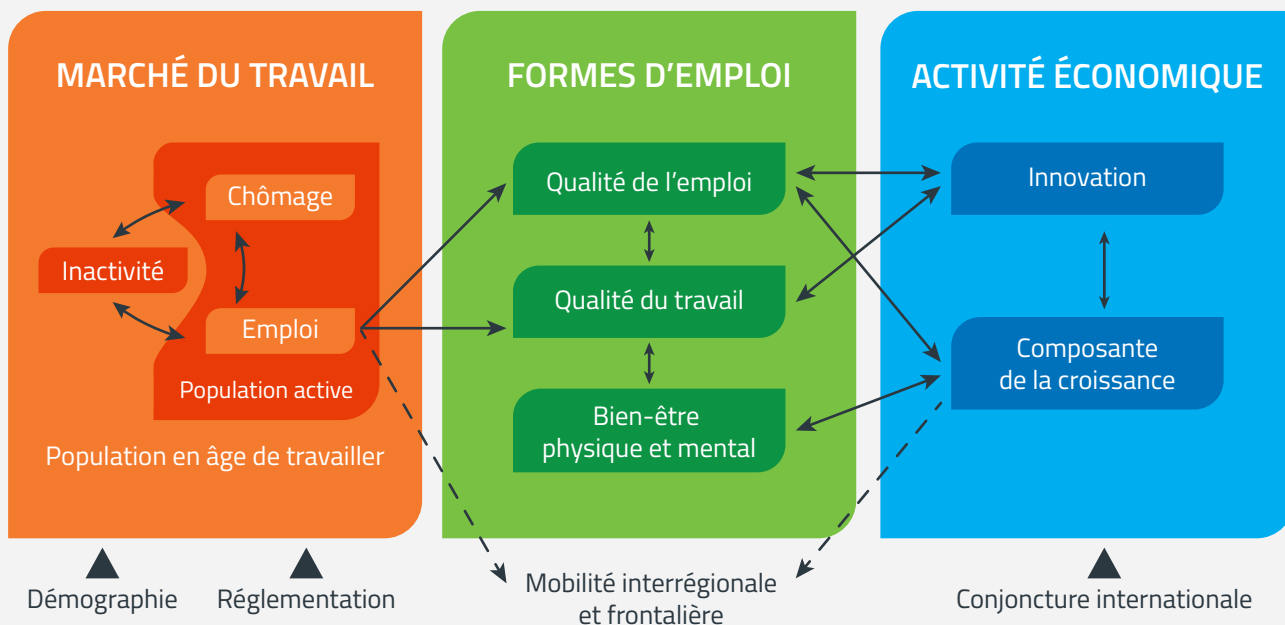 MARCHÉ DU TRAVAIL
Chômage
Inactivité
Emploi
Population active
Population en âge de travailler
FORMES D'EMPLOI
Qualité de l'emploi
Qualité du travail
Bien-être
physique et mental
ACTIVITÉ ÉCONOMIQUE
Innovation
Composante
de la croissance
Démographie
Réglementation
Mobilité interrégionale
et frontalière
Conjoncture internationale